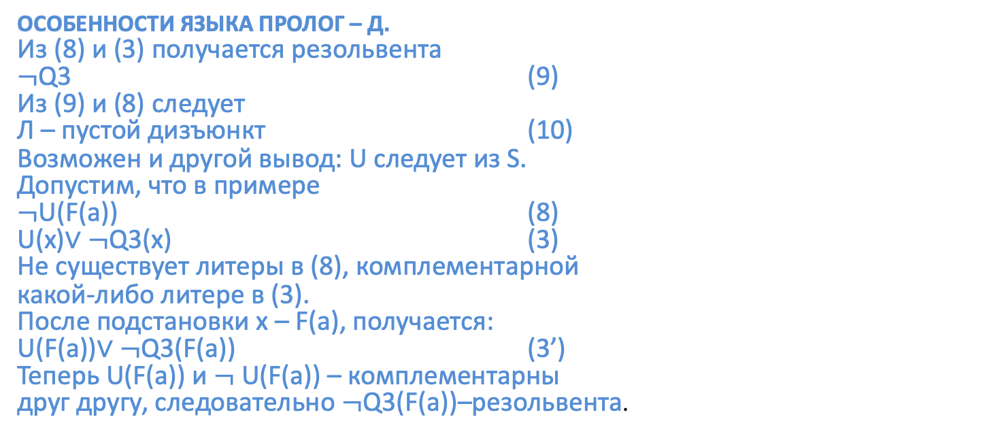 ОСОБЕННОСТИ ЯЗЫКА ПРОЛОГ – Д.
Из (8) и (3) получается резольвента
¬Q3 (9)
Из (9) и (8) следует
Л – пустой дизъюнкт (10)
Возможен и другой вывод: U следует из S.
Допустим, что в примере
¬U(F(a)) (8)
U(x)∨ ¬Q3(x) (3)
Не существует литеры в (8), комплементарной
какой-либо литере в (3).
После подстановки x – F(a), получается:
U(F(a))∨ ¬Q3(F(a)) (3’)
Теперь U(F(a)) и ¬ U(F(a)) – комплементарны
друг другу, следовательно ¬Q3(F(a))–резольвента.